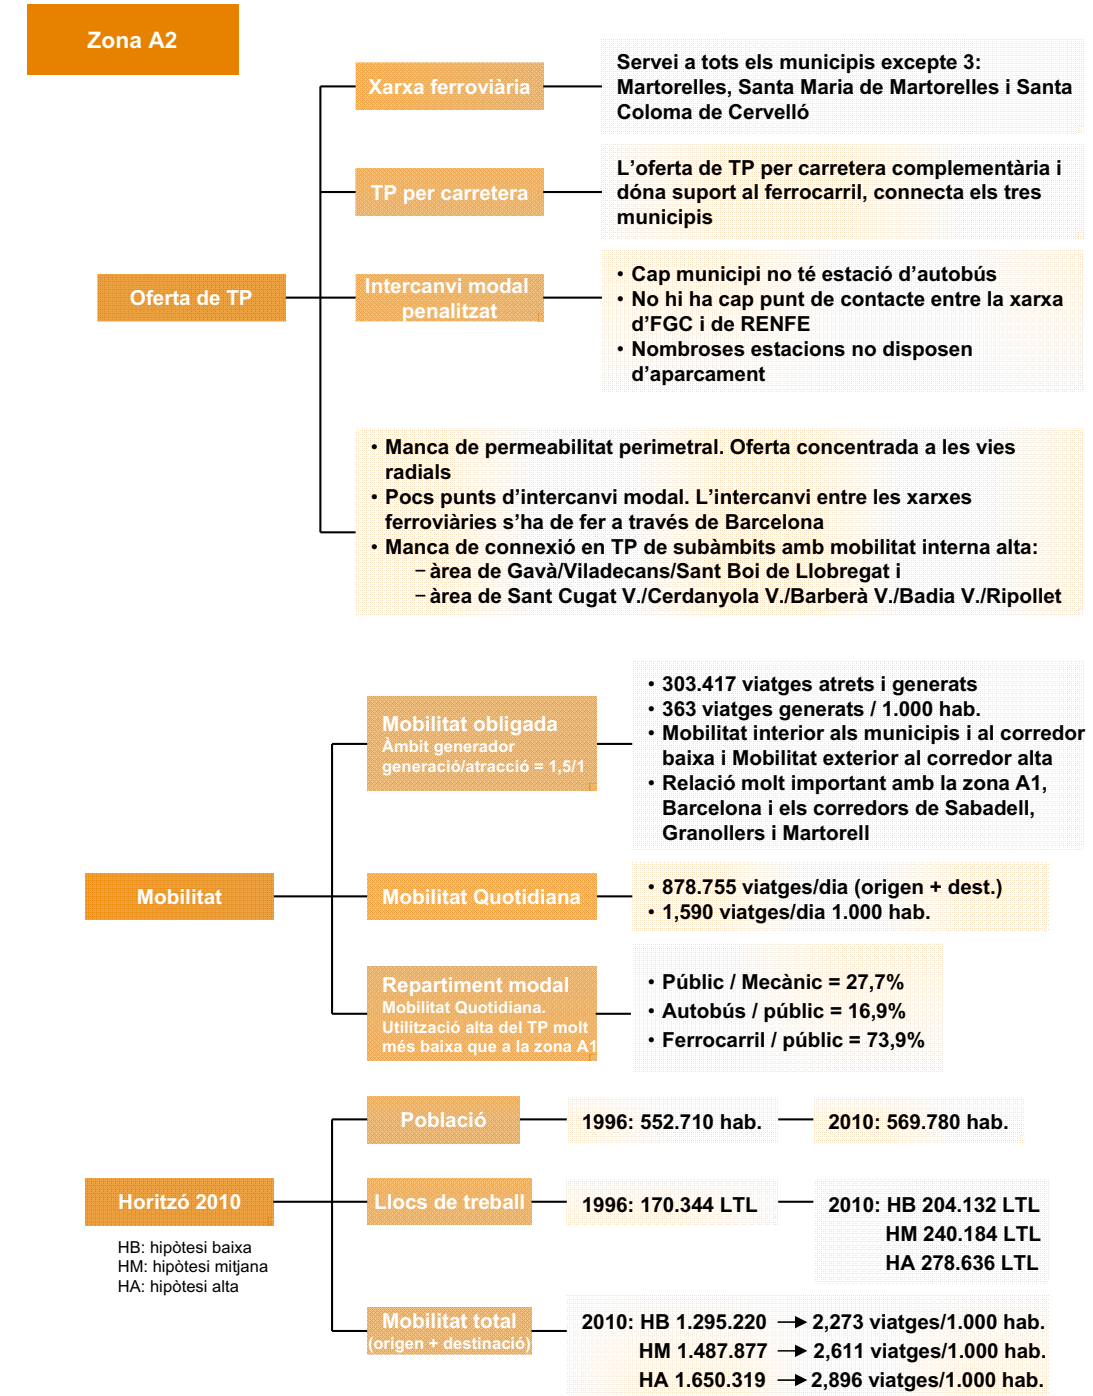 Zona A2
Xarxa ferroviària
Servei a tots els municipis excepte 3:
Martorelles, Santa Maria de Martorelles i Santa
Coloma de Cervelló
TP per carretera
L'oferta de TP per carretera complementària i
dóna suport al ferrocarril, connecta els tres
municipis
Oferta de TP
Intercanvi modal
penalitzat
• Cap municipi no té estació d'autobús
• No hi ha cap punt de contacte entre la xarxa
d'FGC i de RENFE
• Nombroses estacions no disposen
d'aparcament
• Manca de permeabilitat perimetral. Oferta concentrada a les vies
radials
• Pocs punts d'intercanvi modal. L'intercanvi entre les xarxes
ferroviàries s'ha de fer a través de Barcelona
• Manca de connexió en TP de subàmbits amb mobilitat interna alta:
– àrea de Gavà/Viladecans/Sant Boi de Llobregat i
– àrea de Sant Cugat V./Cerdanyola V./Barberà V./Badia V./Ripollet
Mobilitat obligada
Àmbit generador
generació/atracció = 1,5/1
• 303.417 viatges atrets i generats
• 363 viatges generats / 1.000 hab.
• Mobilitat interior als municipis i al corredor
baixa i Mobilitat exterior al corredor alta
• Relació molt important amb la zona A1,
Barcelona i els corredors de Sabadell,
Granollers i Martorell
Mobilitat
Mobilitat Quotidiana
• 878.755 viatges/dia (origen + dest.)
• 1,590 viatges/dia 1.000 hab.
Repartiment modal
Mobilitat Quotidiana.
Utilització alta del TP molt
més baixa que a la zona A1
• Públic / Mecànic = 27,7%
• Autobús / públic = 16,9%
• Ferrocarril / públic = 73,9%
Població
1996: 552.710 hab.
2010: 569.780 hab.
Horitzó 2010
Llocs de treball
1996: 170.344 LTL
2010: HB 204.132 LTL
HM 240.184 LTL
HA 278.636 LTL
HB: hipòtesi baixa
HM: hipòtesi mitjana
HA: hipòtesi alta
Mobilitat total
(origen + destinació)
2010: HB 1.295.220 → 2,273 viatges/1.000 hab.
HM 1.487.877 → 2,611 viatges/1.000 hab.
HA 1.650.319 → 2,896 viatges/1.000 hab.